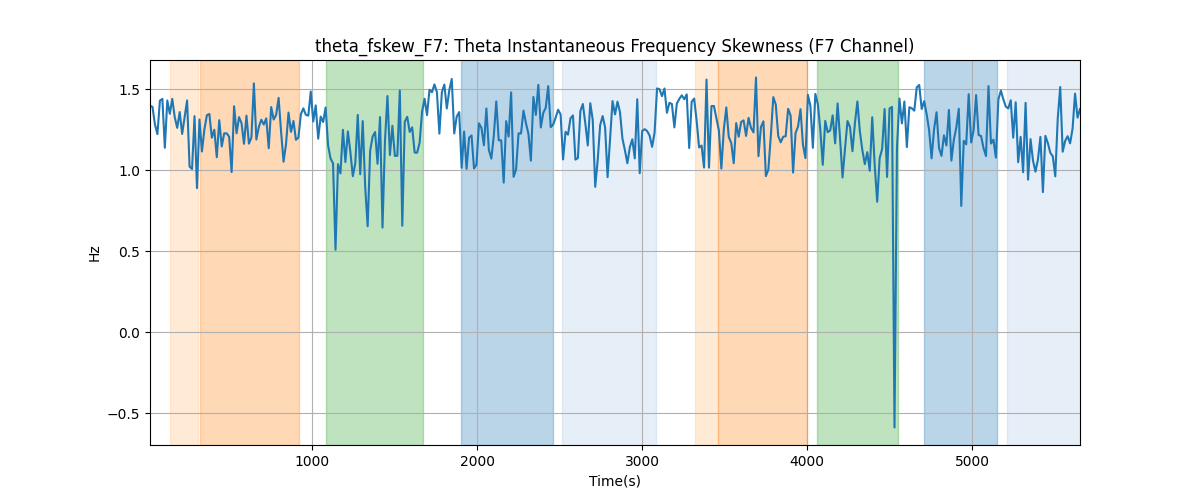 theta_fskew_F7: Theta Instantaneous Frequency Skewness (F7 Channel)
1.5
1.0
0.5
0.0
−0.5
Hz
1000 2000 3000 4000 5000
Time(s)